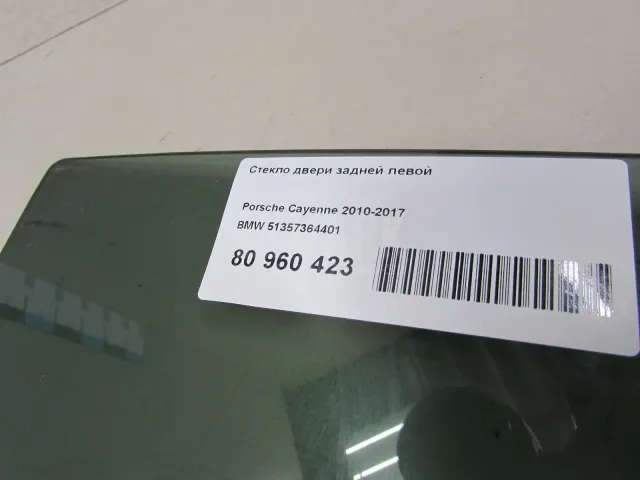 Стекло двери задней левой
Porsche Cayenne 2010-2017
BMW 51357364401
80 960 423